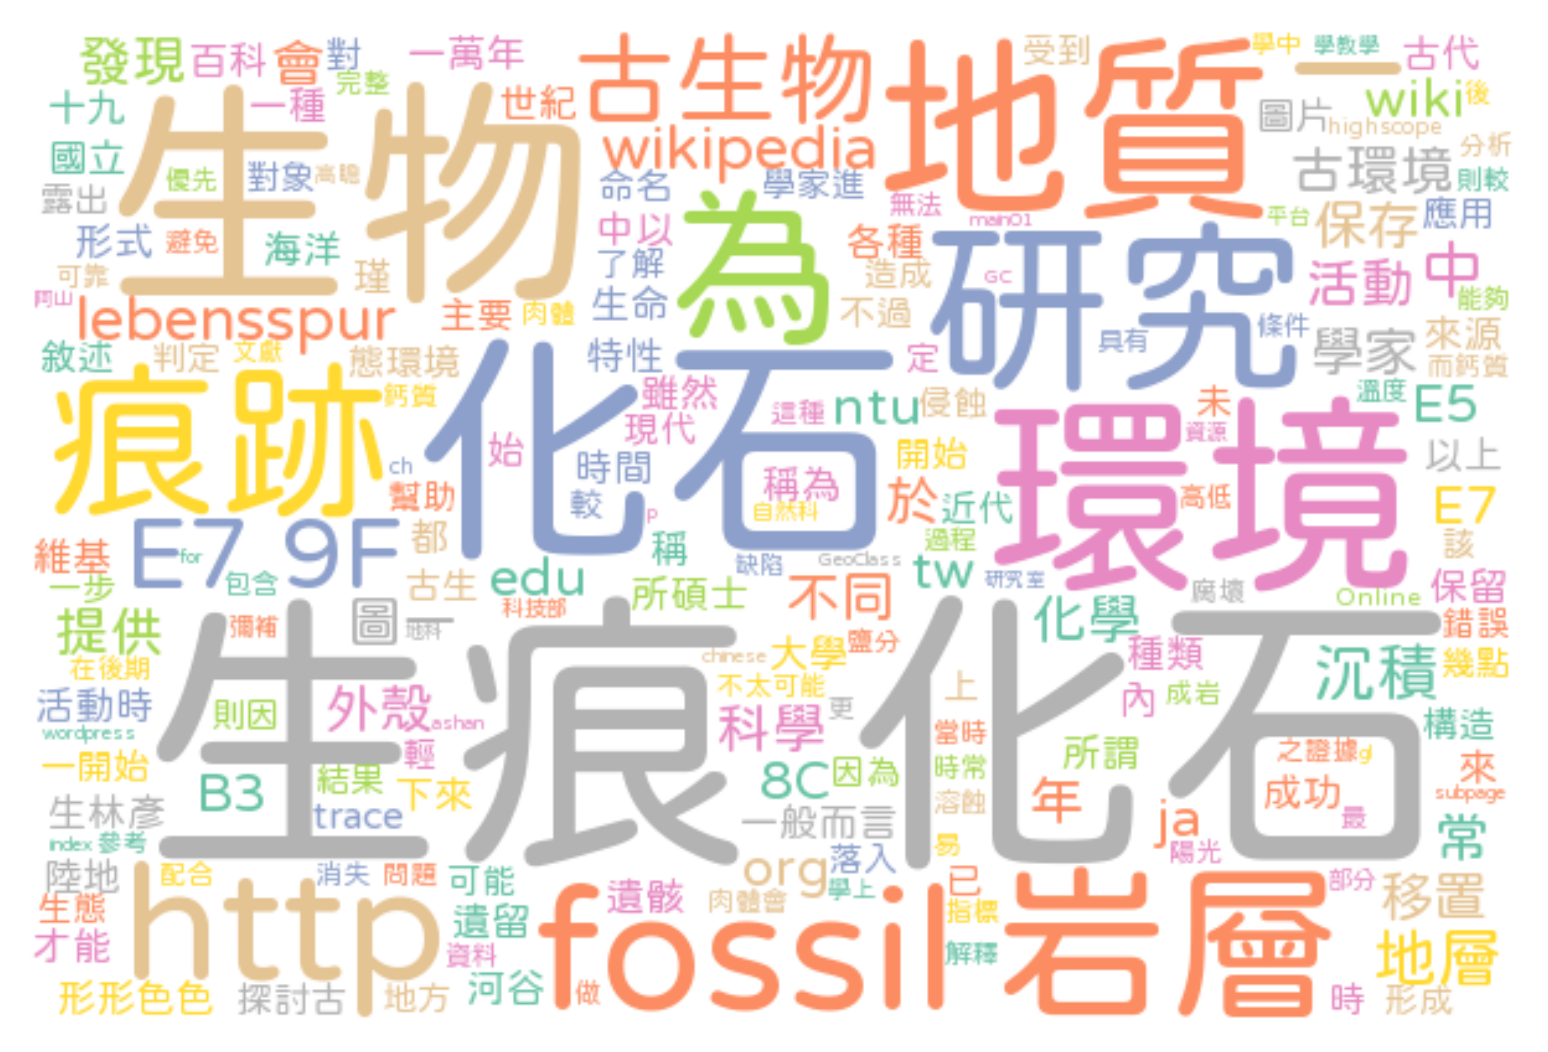 發現 百科 會 對 一萬年 古生物 地質 受到 學中 學教學 古代
完整 一
十九 一種 世紀 wiki 後
生物 wikipedia 圖片 highscope
國立 優先 對象 高聰 命名 學家進 古環境 分析 則較
露出 中以 無法 main01 平台 保存 應用
形式 避免 海洋 為 各種 研究
可靠 瑾 了解 造成 GC 活動 中
阿山 lebensspur 主要 肉體 生命 不過 具有 條件 能夠
學家 來源
敘述 判定 文獻 態環境 特性 定 而鈣質
痕跡 鈣質 化石 雖然 這種 ntu 侵蝕 環境 未 溫度 E5
現代 資源
ch 始 時間 開始 以上
幫助 較 稱為 於 近代 高低 E7
p 自然科
維基 E7 for 9F 都 稱 缺陷 過程 該
一步 包含 古生 edu GeoClass tw 研究室 腐壞 Online 保留
科技部 所碩士 不同
提供 彌補 圖 一 地科 化學 錯誤
生痕化石 chinese 大學 鹽分 種類 沉積 幾點
在後期 不太可能 上
活動時 則因 外殼 ashan 更 內 成岩
wordpress 科學 當時 構造
一開始 結果 輕 所謂 之證據 gl
B3 下來 8C 因為 時常 年 成功 來
生林彥 trace 溶蝕 ja 最 subpage
index 參考 一般而言 易 陽光 常
陸地 配合 消失 問題 可能 org 落入 部分
http 學上 已 移置
生態 遺留 遺骸 肉體會 指標 岩層
才能 資料 fossil 解釋 地層
形形色色 探討古 地方 河谷 做 時 形成